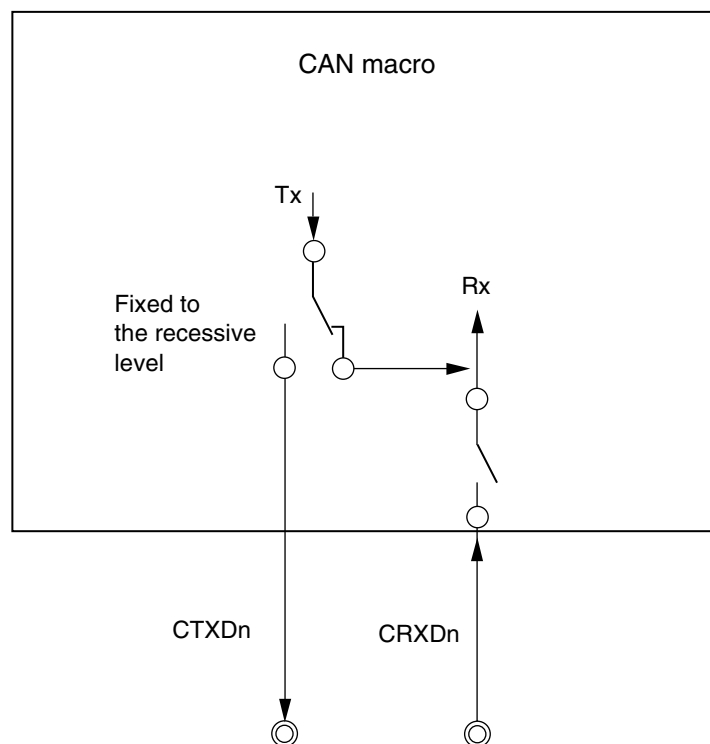 CAN macro
Tx
Rx
Fixed to
the recessive
level
CTXDn
CRXDn